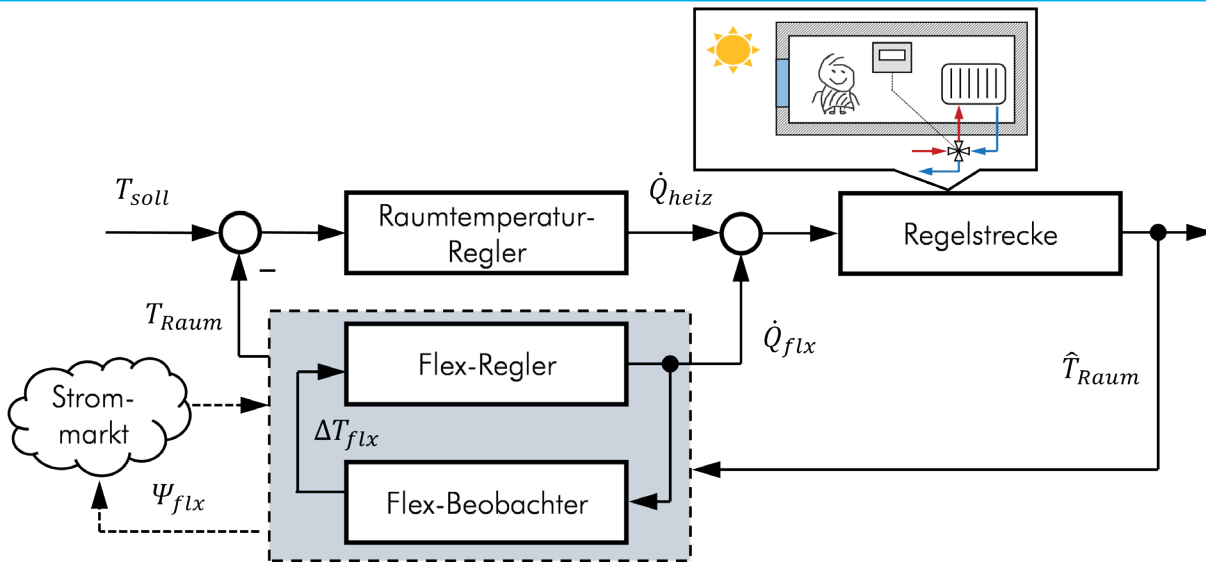 T_soll
Q̇_heiz
Raumtemperatur-
Regler
Regelstrecke
−
T_Raum
Q̇_flx
T̂_Raum
Flex-Regler
Strom-
markt
ΔT_flx
Ψ_flx
Flex-Beobachter